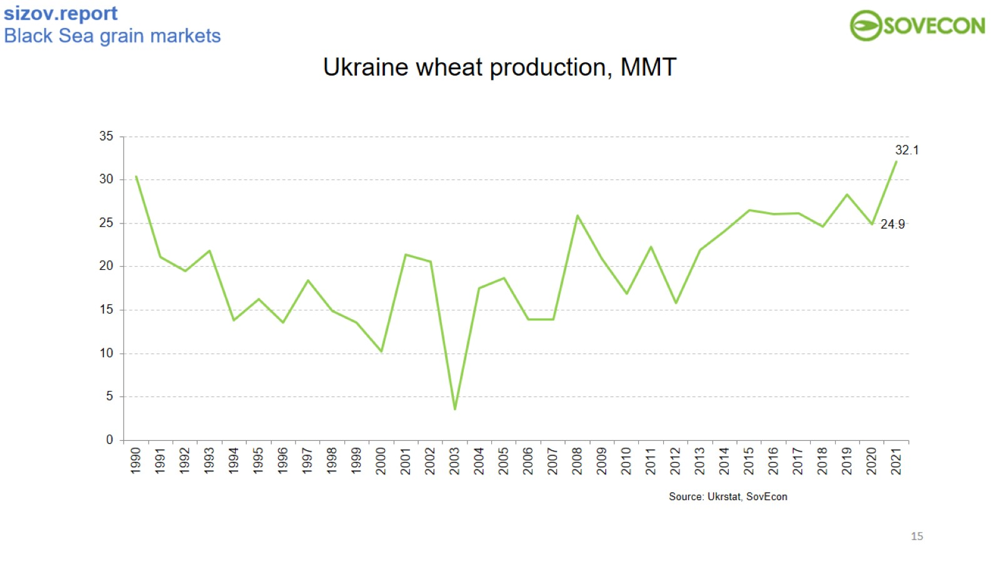 sizov.report
Black Sea grain markets
SOVECON
Ukraine wheat production, MMT
35
30
25
20
15
10
5
0
32.1
24.9
1990 1991 1992 1993 1994 1995 1996 1997 1998 1999 2000 2001 2002 2003 2004 2005 2006 2007 2008 2009 2010 2011 2012 2013 2014 2015 2016 2017 2018 2019 2020 2021
Source: Ukrstat, SovEcon
15